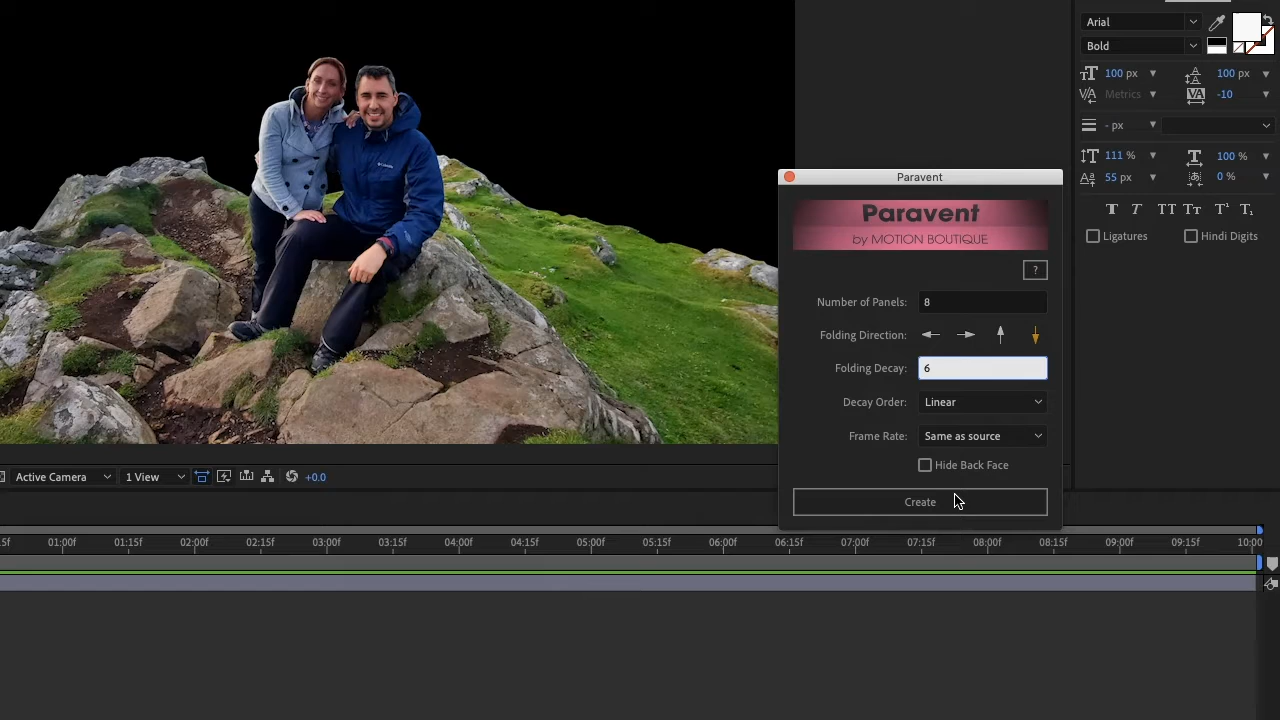 Arial
Bold
100 px
100 px
Metrics
-10
- px
111 %
100 %
55 px
0 %
Ligatures
Hindi Digits
Paravent
Paravent
by MOTION BOUTIQUE
?
Number of Panels: 8
Folding Direction:
Folding Decay: 6
Decay Order: Linear
Frame Rate: Same as source
Hide Back Face
Create
Active Camera
1 View
+0.0
:15f 01:00f 01:15f 02:00f 02:15f 03:00f 03:15f 04:00f 04:15f 05:00f 05:15f 06:00f 06:15f 07:00f 07:15f 08:00f 08:15f 09:00f 09:15f 10:00